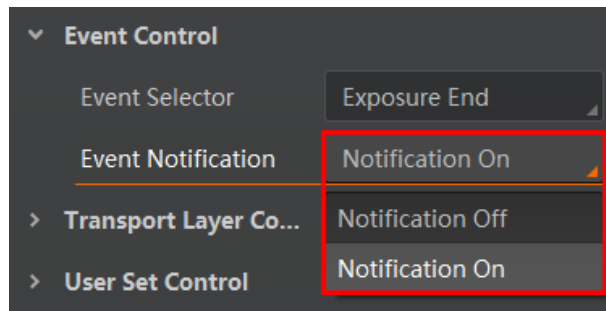 Event Control
Event Selector Exposure End
Event Notification Notification On
Transport Layer Co... Notification Off
User Set Control Notification On